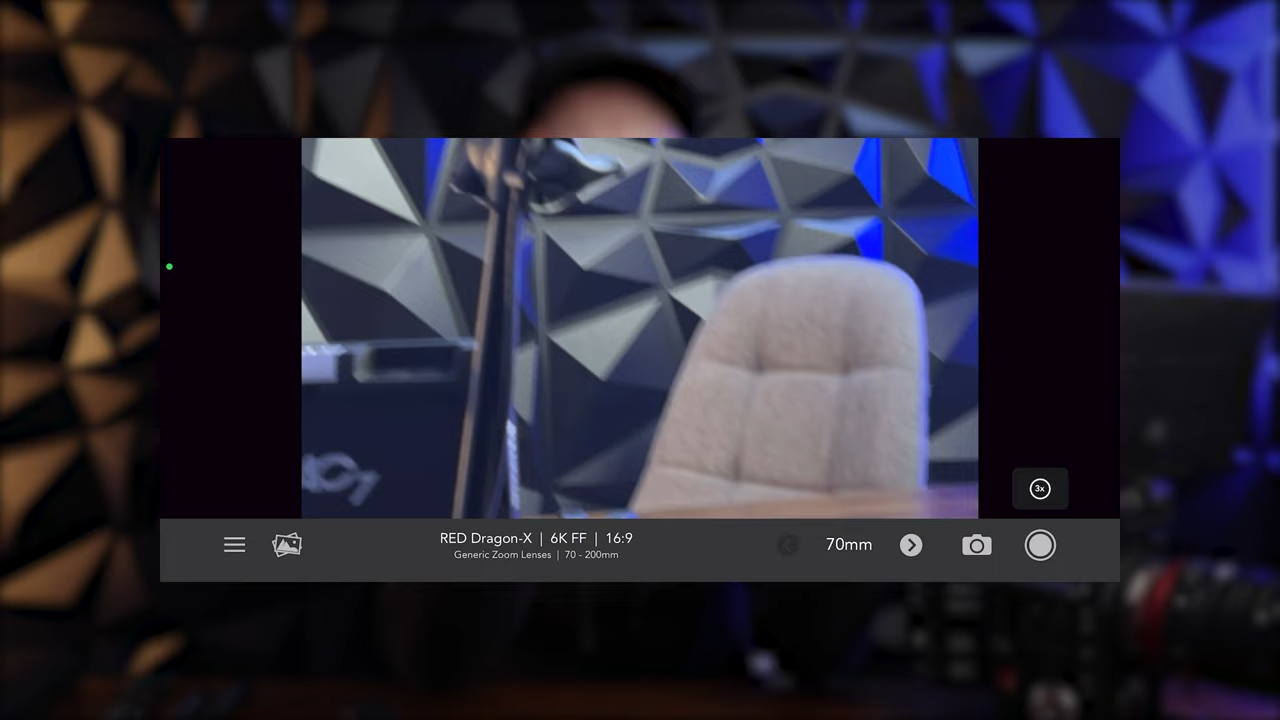 3x
RED Dragon-X | 6K FF | 16:9
Generic Zoom Lenses | 70 - 200mm
70mm